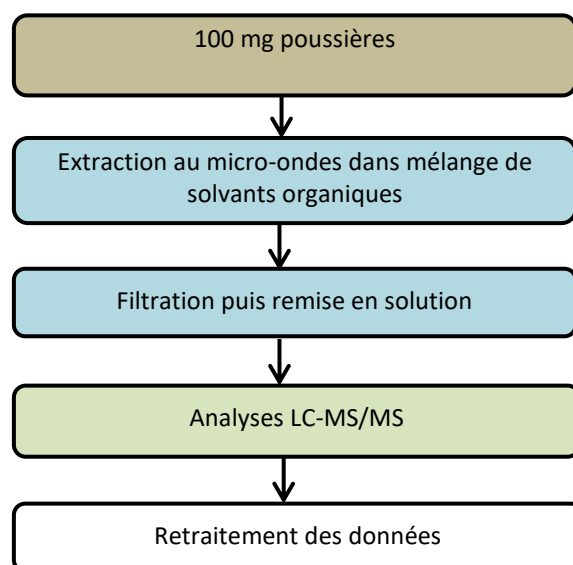 100 mg poussières
Extraction au micro-ondes dans mélange de
solvants organiques
Filtration puis remise en solution
Analyses LC-MS/MS
Retraitement des données